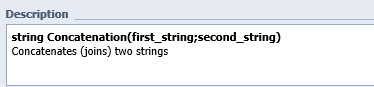 Description
string Concatenation(first_string;second_string)
Concatenates (joins) two strings